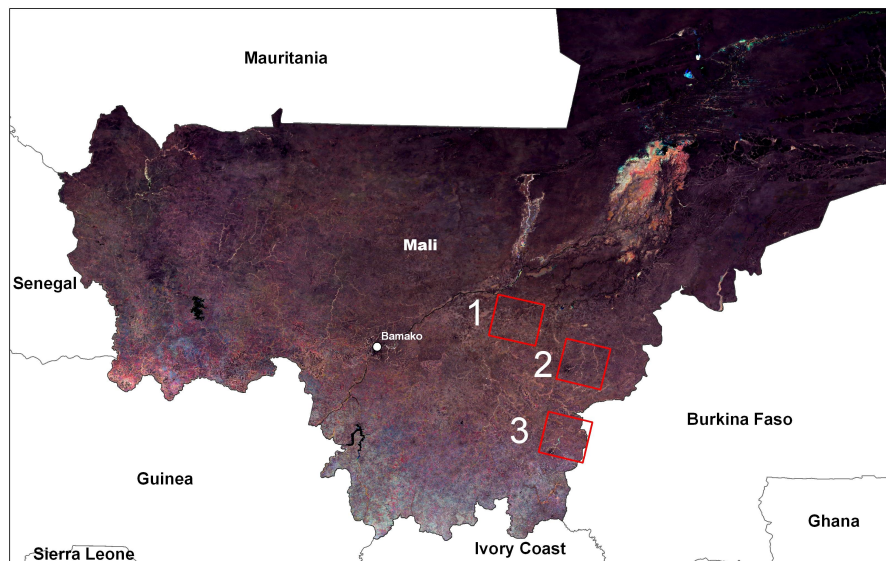 Mauritania
Mali
Senegal
1
Bamako
2
3
Burkina Faso
Guinea
Ghana
Sierra Leone
Ivory Coast